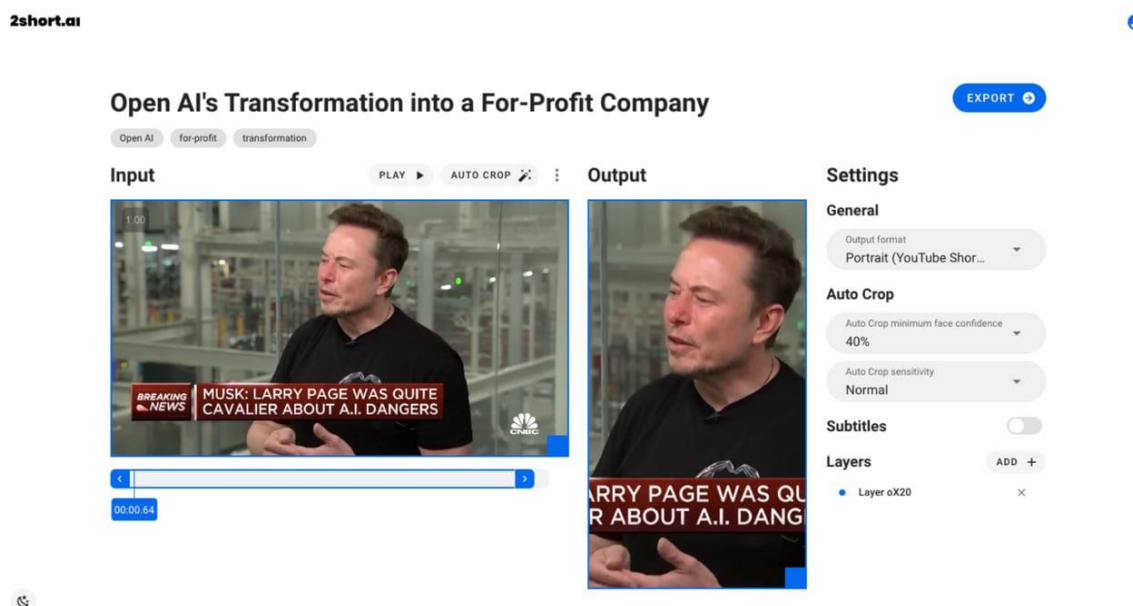 2short.ai
Open AI's Transformation into a For-Profit Company
EXPORT
Open AI for-profit transformation
Input
PLAY
AUTO CROP
1.00
BREAKING
NEWS
MUSK: LARRY PAGE WAS QUITE
CAVALIER ABOUT A.I. DANGERS
CNBC
00:00.64
Output
ARRY PAGE WAS QU
R ABOUT A.I. DANG
Settings
General
Output format
Portrait (YouTube Shor...
Auto Crop
Auto Crop minimum face confidence
40%
Auto Crop sensitivity
Normal
Subtitles
Layers
ADD +
Layer oX20